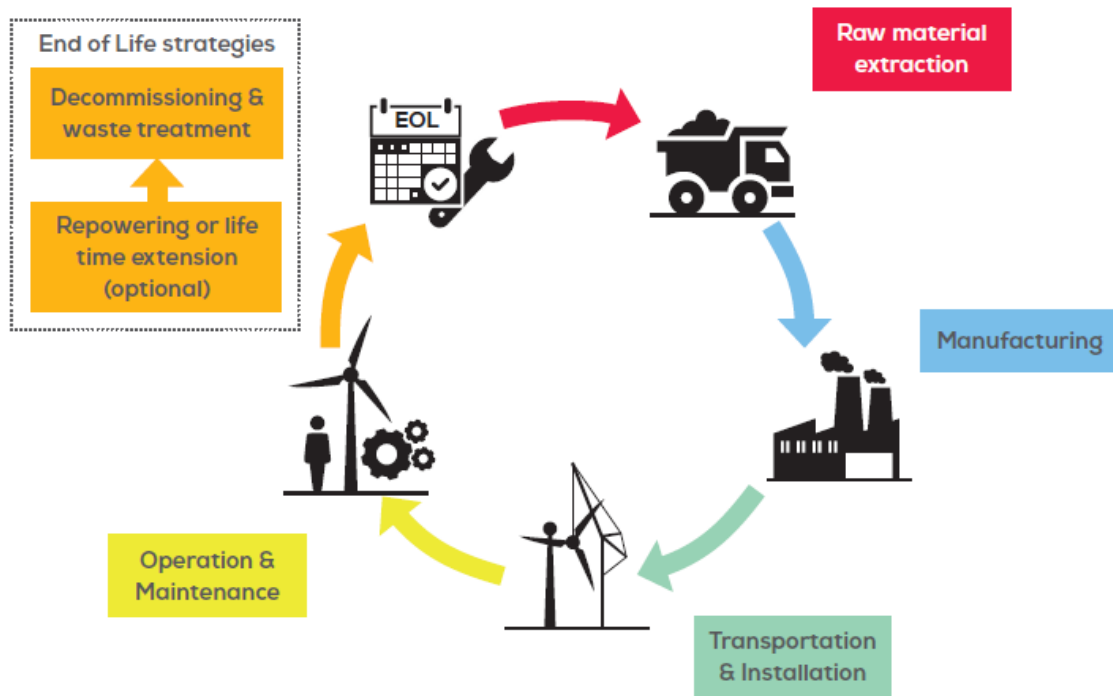 End of Life strategies
Decommissioning &
waste treatment
Repowering or life
time extension
(optional)
EOL
Raw material
extraction
Manufacturing
Transportation
& Installation
Operation &
Maintenance